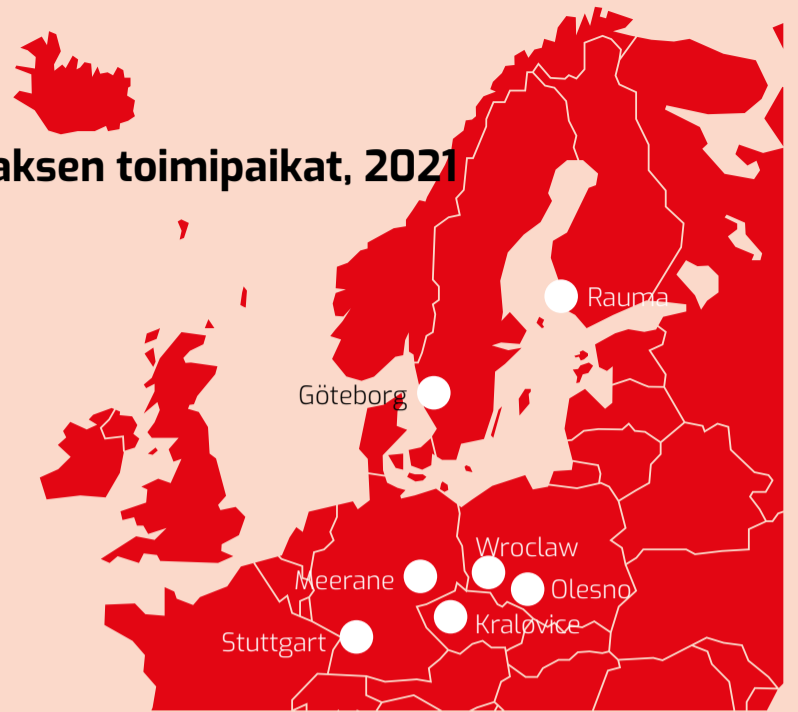 aksen toimipaikat, 2021
Rauma
Göteborg
Wroclaw
Meerane
Olesno
Kralovice
Stuttgart